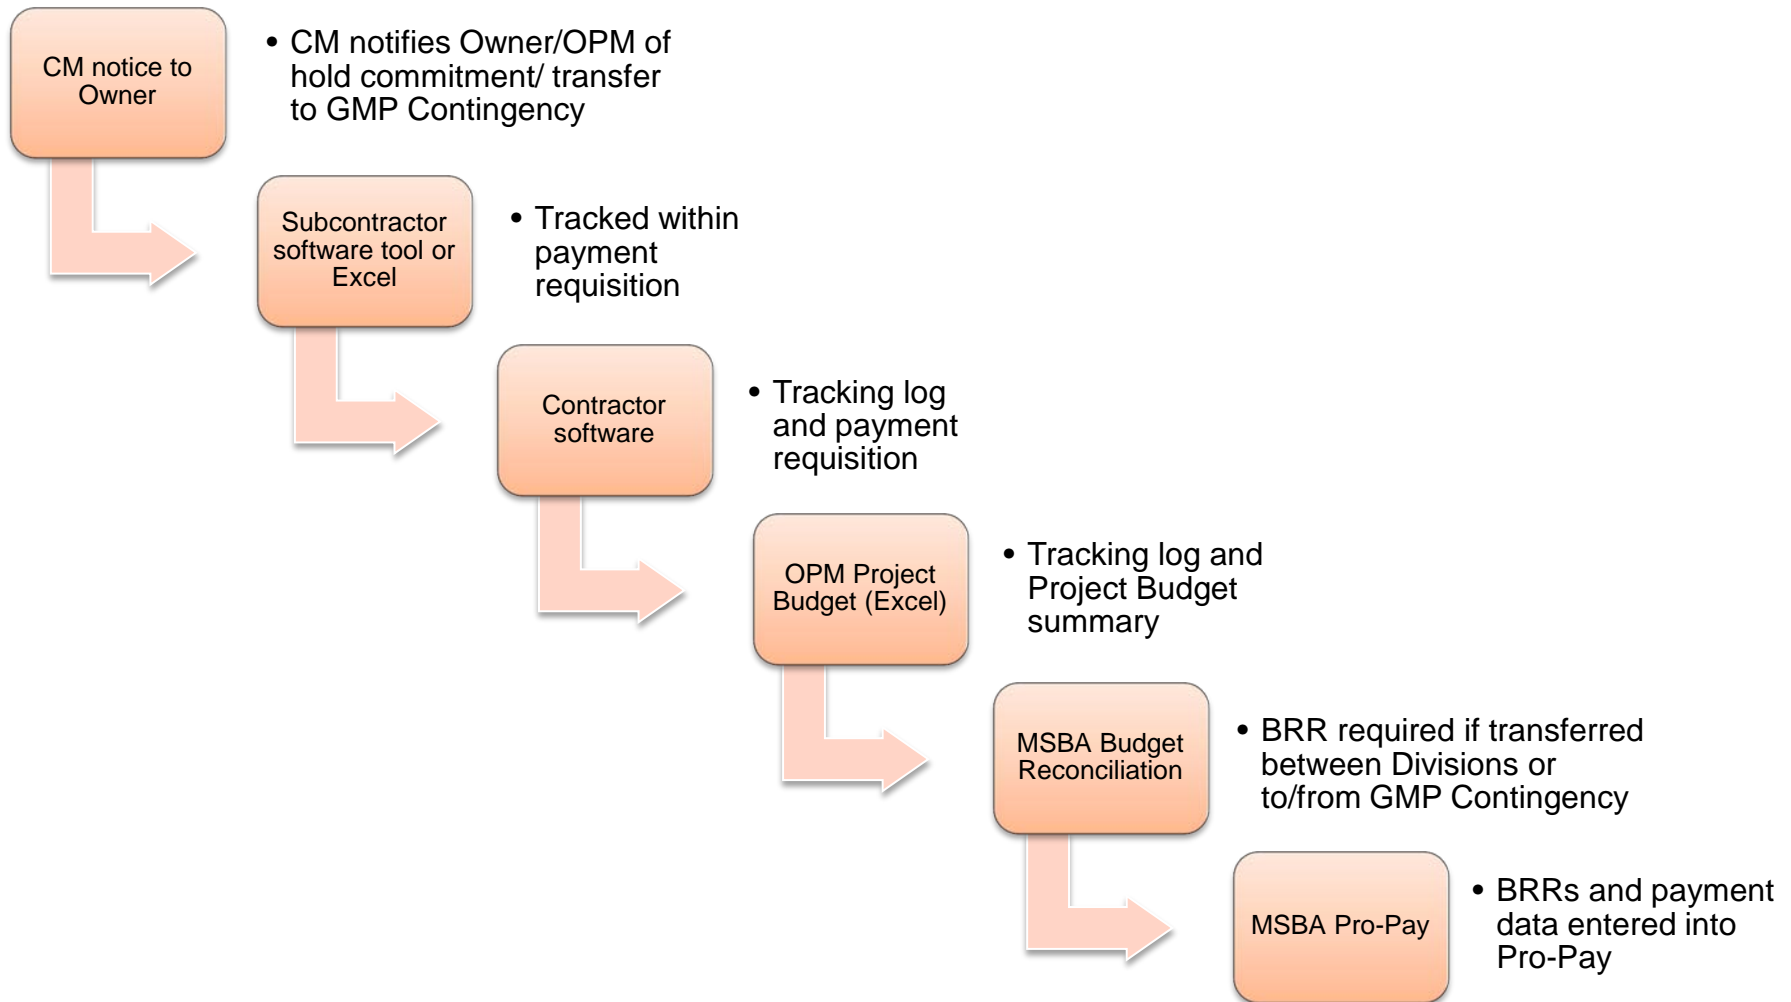 CM notice to
Owner
• CM notifies Owner/OPM of
hold commitment/ transfer
to GMP Contingency
Subcontractor
software tool or
Excel
• Tracked within
payment
requisition
Contractor
software
• Tracking log
and payment
requisition
OPM Project
Budget (Excel)
• Tracking log and
Project Budget
summary
MSBA Budget
Reconciliation
• BRR required if transferred
between Divisions or
to/from GMP Contingency
MSBA Pro-Pay
• BRRs and payment
data entered into
Pro-Pay